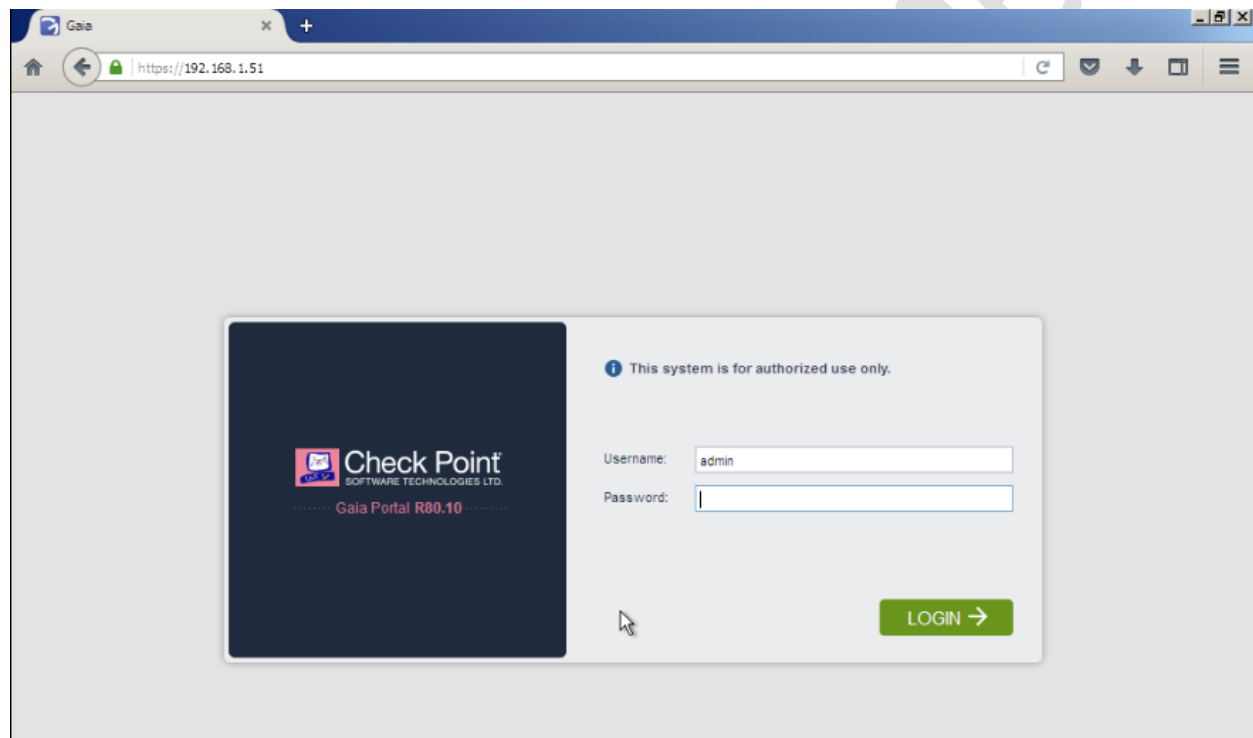 Gaia
https://192.168.1.51
This system is for authorized use only.
Username: admin
Password:
Check Point
SOFTWARE TECHNOLOGIES LTD.
Gaia Portal R80.10
LOGIN